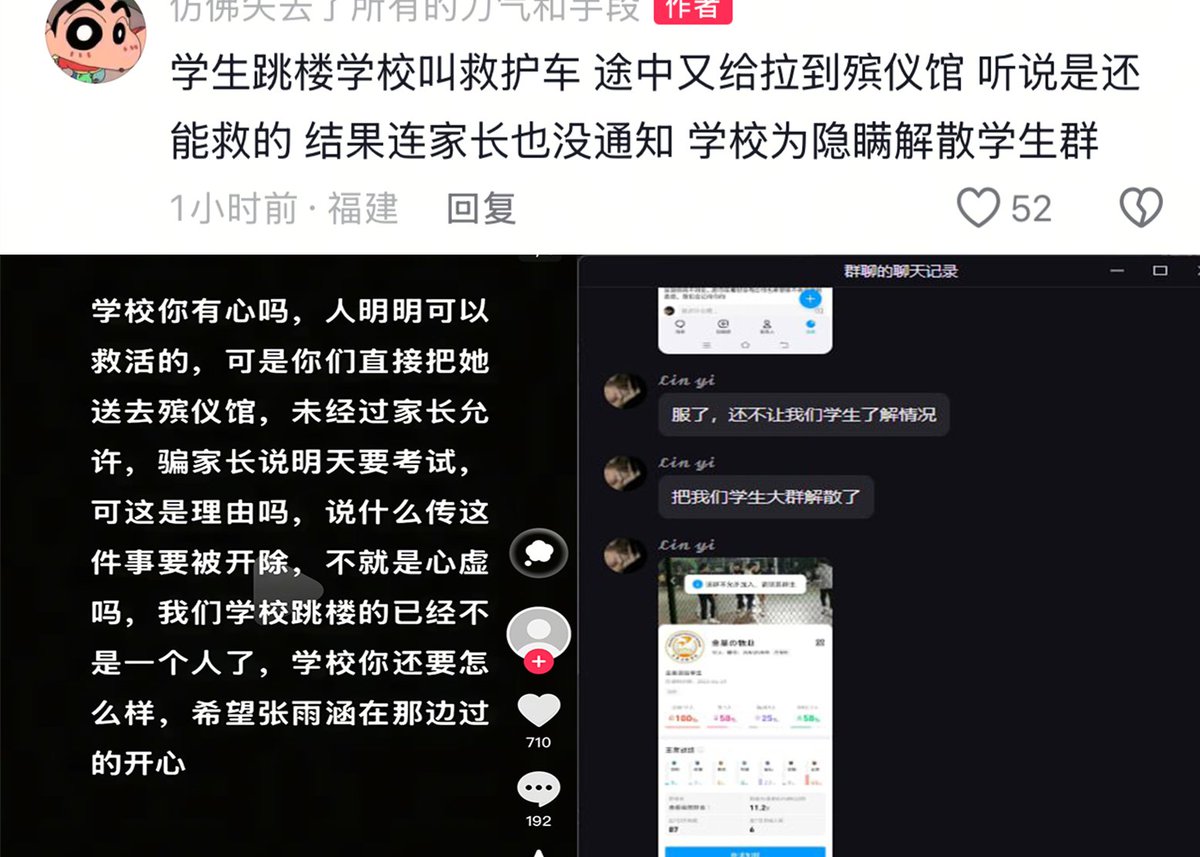 仿佛失去了所有的力气和手段 作者
学生跳楼学校叫救护车 途中又给拉到殡仪馆 听说是还
能救的 结果连家长也没通知 学校为隐瞒解散学生群
1小时前·福建 回复 52
学校你有心吗，人明明可以
救活的，可是你们直接把她
送去殡仪馆，未经过家长允
许，骗家长说明天要考试，
可这是理由吗，说什么传这
件事要被开除，不就是心虚
吗，我们学校跳楼的已经不
是一个人了，学校你还要怎
么样，希望张雨涵在那边过
的开心
710
192
群聊的聊天记录
Lin yi
服了，还不让我们学生了解情况
Lin yi
把我们学生大群解散了
Lin yi
100%
58%
25%
58%
11.2
87
6